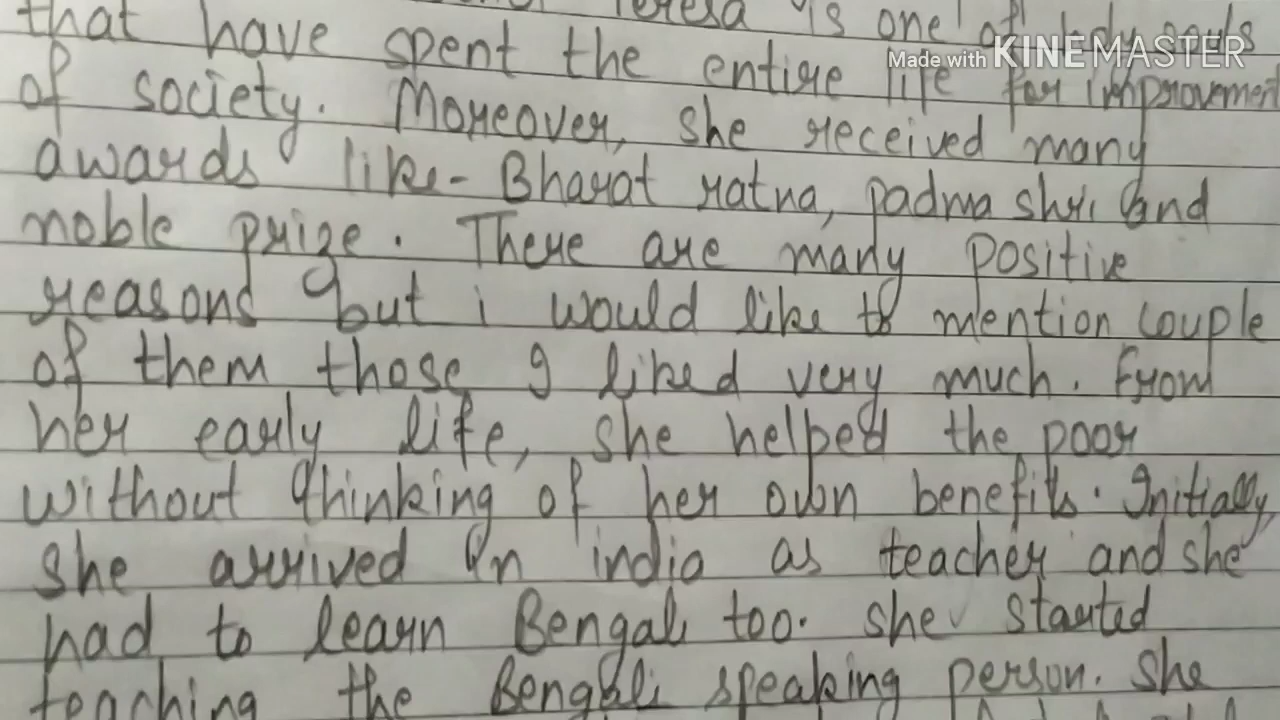 Teresa is one of lady
Made with KINEMASTER
that have spent the entire life for improvement
of society. Moreover, she received many
awards like- Bharat ratna, padma shri and
noble prize. There are many positive
reasons but i would like to mention couple
of them those I liked very much. From
her early life, she helped the poor
without thinking of her own benefits. Initially,
she arrived in india as teacher and she
had to learn Bengali too. she started
teaching the Bengali speaking person. She